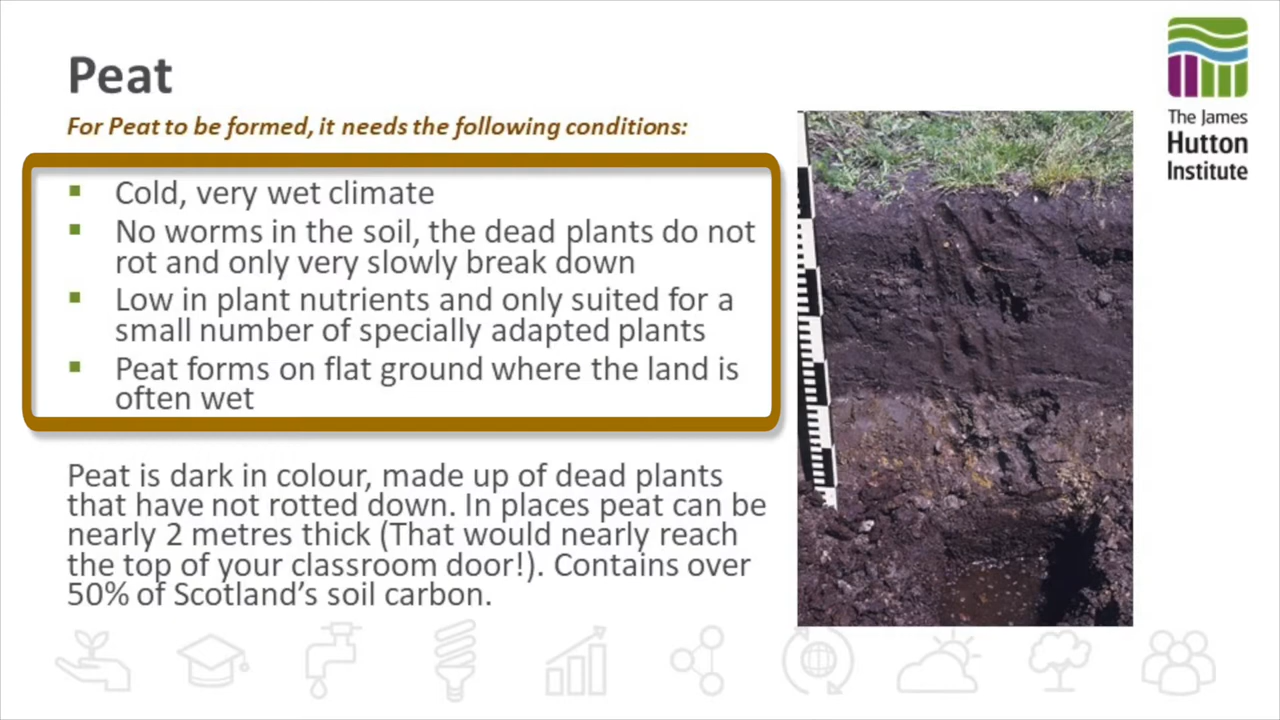 Peat
For Peat to be formed, it needs the following conditions:
Cold, very wet climate
No worms in the soil, the dead plants do not
rot and only very slowly break down
Low in plant nutrients and only suited for a
small number of specially adapted plants
Peat forms on flat ground where the land is
often wet
Peat is dark in colour, made up of dead plants
that have not rotted down. In places peat can be
nearly 2 metres thick (That would nearly reach
the top of your classroom door!). Contains over
50% of Scotland’s soil carbon.
The James
Hutton
Institute